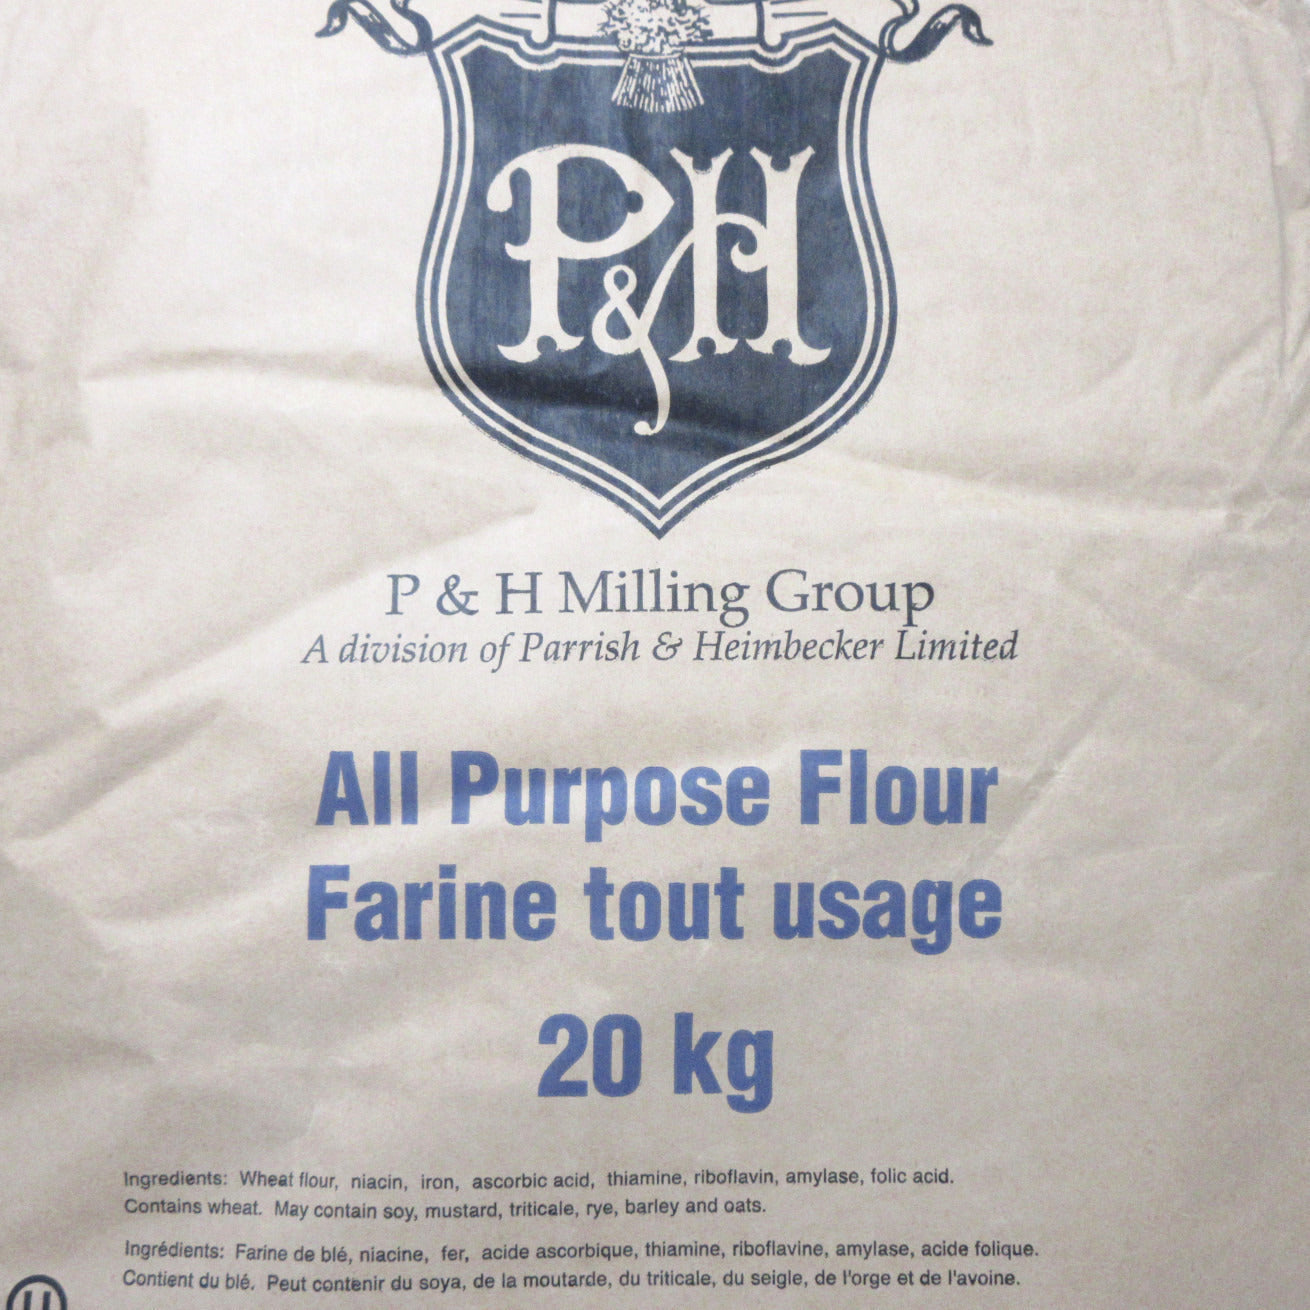 P&H
P & H Milling Group
A division of Parrish & Heimbecker Limited
All Purpose Flour
Farine tout usage
20 kg
Ingredients: Wheat flour, niacin, iron, ascorbic acid, thiamine, riboflavin, amylase, folic acid.
Contains wheat. May contain soy, mustard, triticale, rye, barley and oats.
Ingrédients: Farine de blé, niacine, fer, acide ascorbique, thiamine, riboflavine, amylase, acide folique.
Contient du blé. Peut contenir du soya, de la moutarde, du triticale, du seigle, de l'orge et de l'avoine.
U